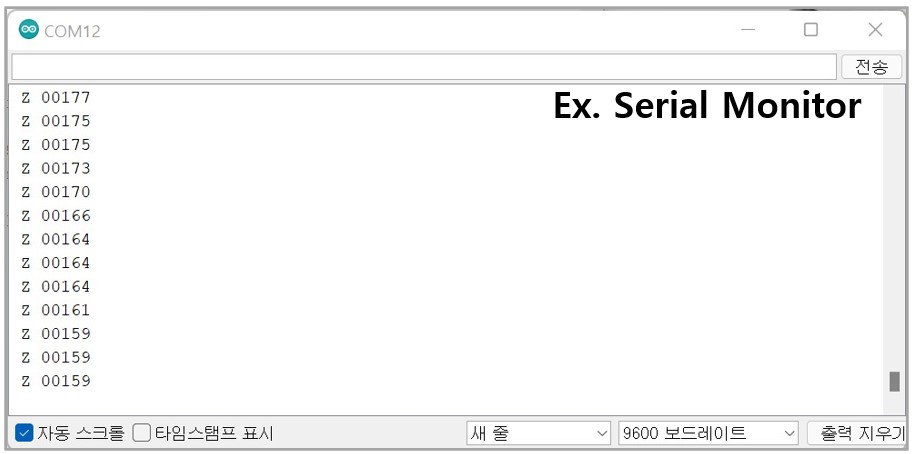 COM12
전송
Ex. Serial Monitor
Z 00177
Z 00175
Z 00175
Z 00173
Z 00170
Z 00166
Z 00164
Z 00164
Z 00164
Z 00161
Z 00159
Z 00159
Z 00159
자동 스크롤 타임스탬프 표시 새 줄 9600 보드레이트 출력 지우기